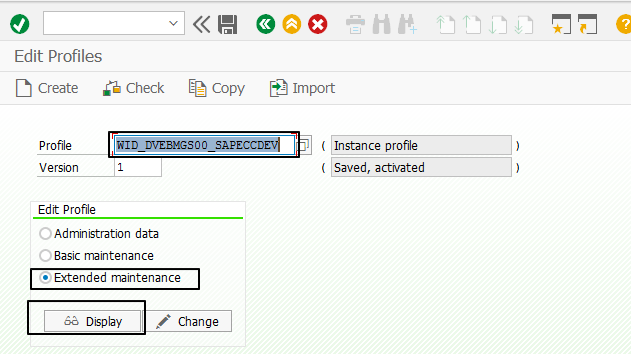 Edit Profiles
Create Check Copy Import
Profile WID_DVEBMGS00_SAPECCDEV ( Instance profile )
Version 1 ( Saved, activated )
Edit Profile
Administration data
Basic maintenance
Extended maintenance
Display Change